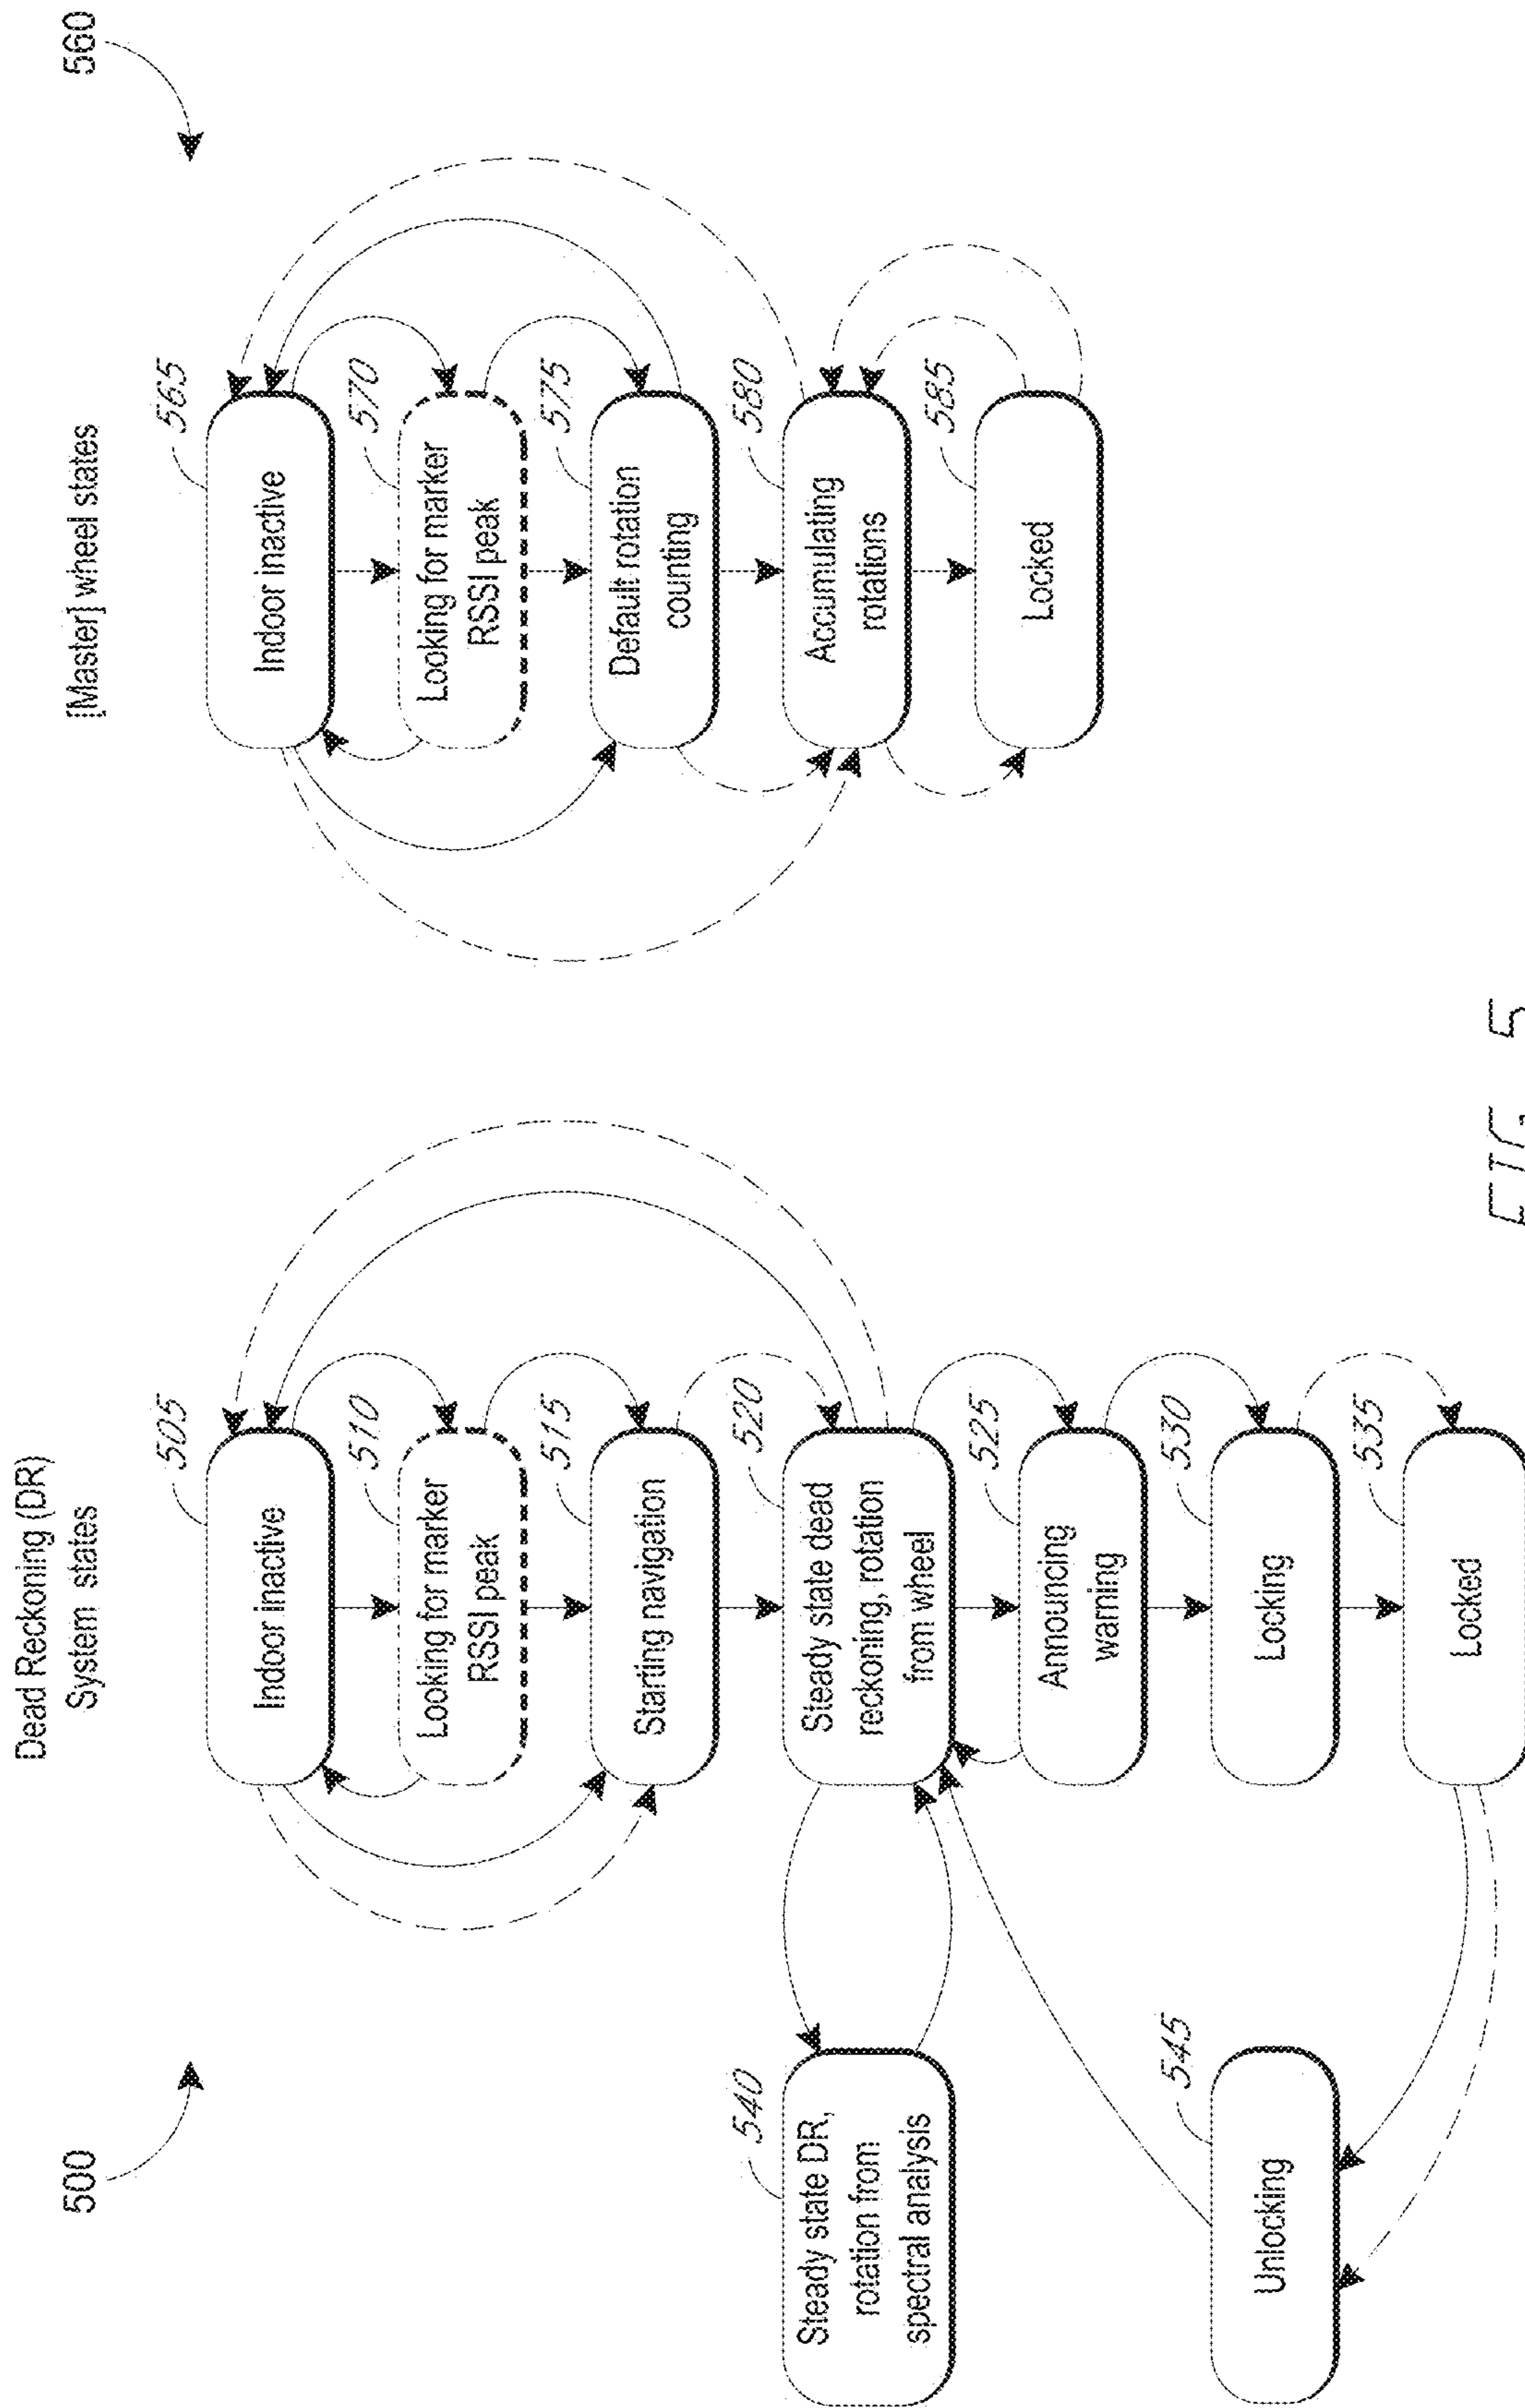 500
Dead Reckoning (DR)
System states
505
Indoor inactive
510
Looking for marker
RSSI peak
515
Starting navigation
520
Steady state dead
reckoning, rotation
from wheel
525
Announcing
warning
530
Locking
535
Locked
540
Steady state DR,
rotation from
spectral analysis
545
Unlocking
560
[Master] wheel states
565
Indoor inactive
570
Looking for marker
RSSI peak
575
Default rotation
counting
580
Accumulating
rotations
585
Locked
FIG. 5